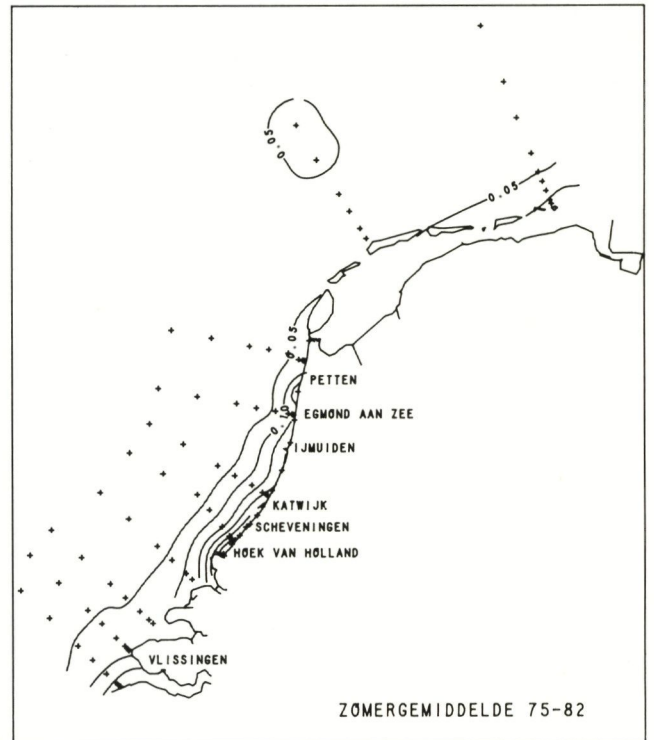 0.05
0.05
0.05
PETTEN
0.10
EGMOND AAN ZEE
IJMUIDEN
KATWIJK
SCHEVENINGEN
HOEK VAN HOLLAND
VLISSINGEN
ZOMERGEMIDDELDE 75-82